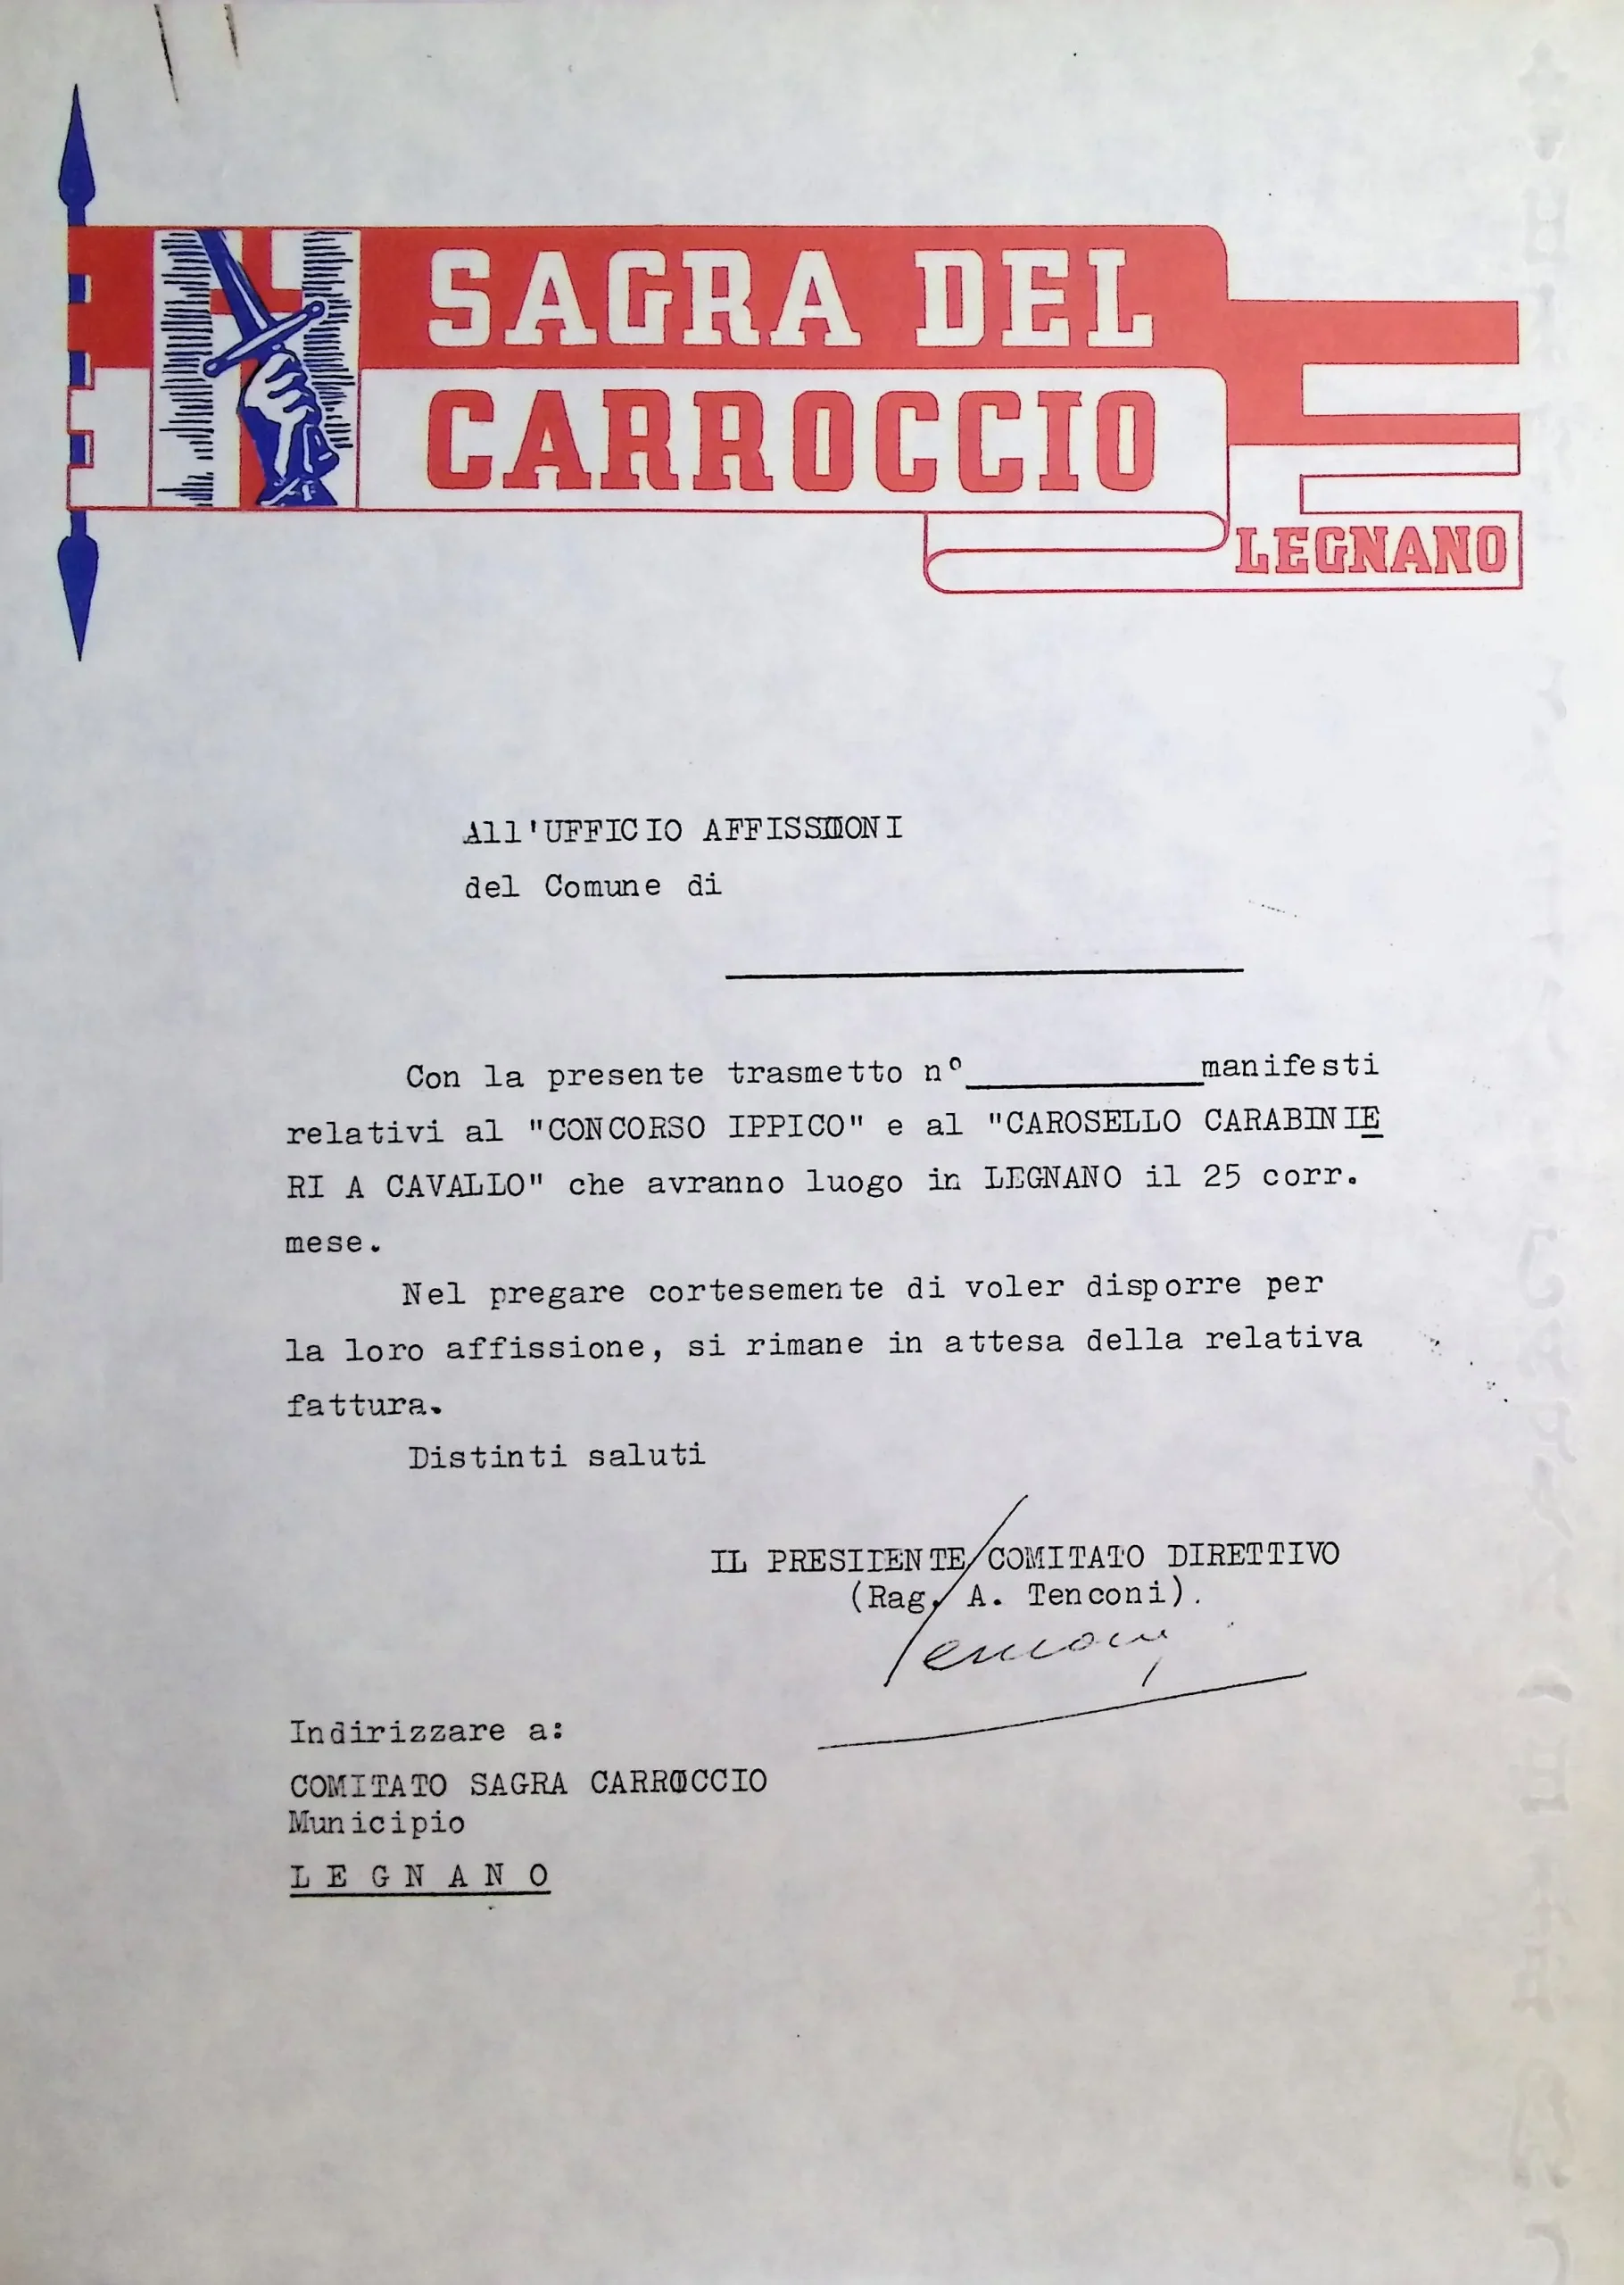 SAGRA DEL
CARROCCIO
LEGNANO
All'UFFICIO AFFISSIONI
del Comune di
Con la presente trasmetto n°__________manifesti
relativi al "CONCORSO IPPICO" e al "CAROSELLO CARABINIE
RI A CAVALLO" che avranno luogo in LEGNANO il 25 corr.
mese.
Nel pregare cortesemente di voler disporre per
la loro affissione, si rimane in attesa della relativa
fattura.
Distinti saluti
IL PRESIDENTE COMITATO DIRETTIVO
(Rag. A. Tenconi).
Tenconi
Indirizzare a:
COMITATO SAGRA CARROCCIO
Municipio
L E G N A N O